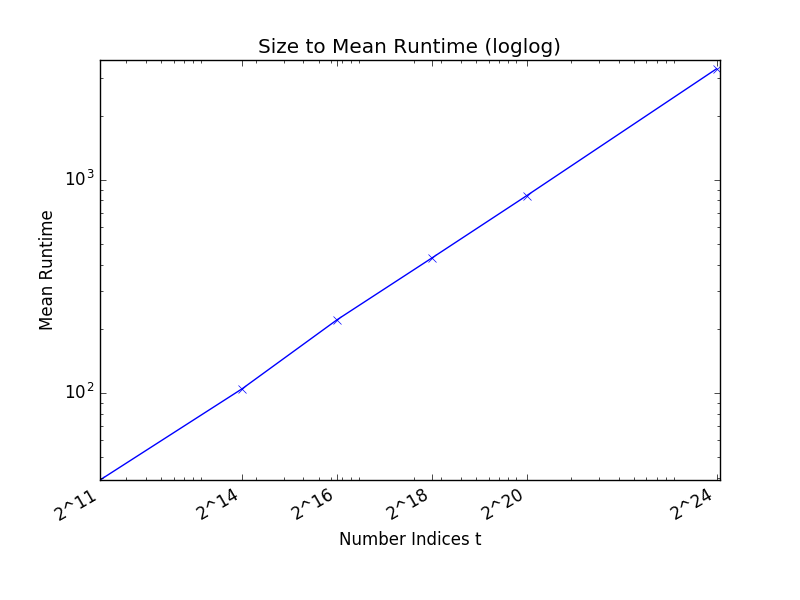 Size to Mean Runtime (loglog)
Mean Runtime
10^3
10^2
2^11
2^14
2^16
2^18
2^20
2^24
Number Indices t